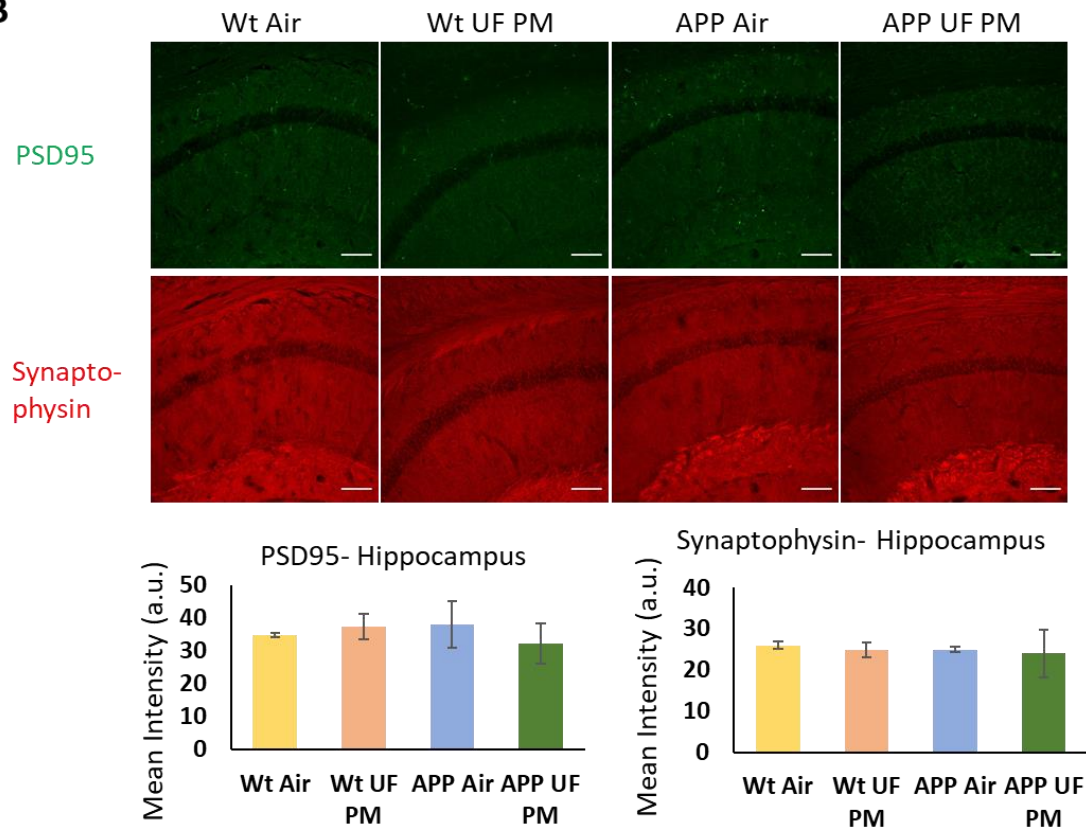 B
Wt Air Wt UF PM APP Air APP UF PM
PSD95
Synapto-
physin
PSD95- Hippocampus
Mean Intensity (a.u.)
50
40
30
20
10
0
Wt Air Wt UF PM APP Air APP UF PM
Synaptophysin- Hippocampus
Mean Intensity (a.u.)
40
30
20
10
0
Wt Air Wt UF PM APP Air APP UF PM